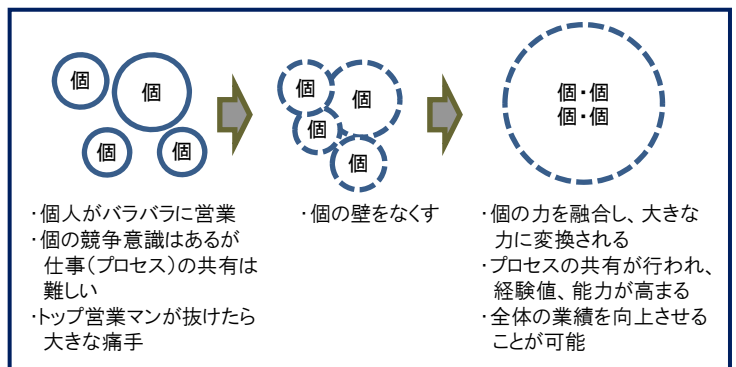 個
個
個
個
個
個
個
個
個・個
個・個
・個人がバラバラに営業
・個の競争意識はあるが
仕事（プロセス）の共有は
難しい
・トップ営業マンが抜けたら
大きな痛手
・個の壁をなくす
・個の力を融合し、大きな
力に変換される
・プロセスの共有が行われ、
経験値、能力が高まる
・全体の業績を向上させる
ことが可能